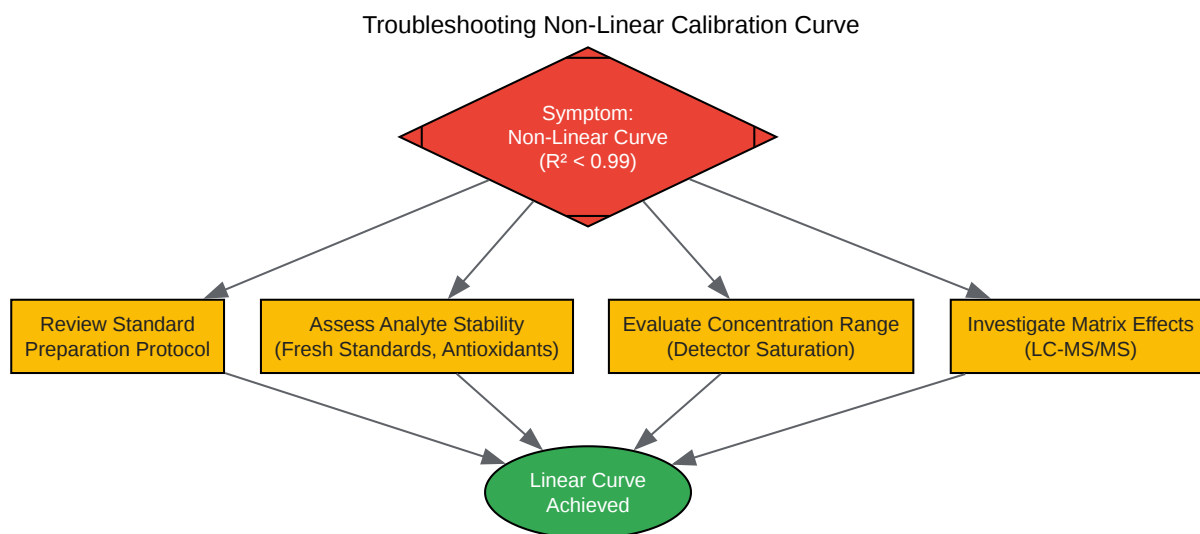 Troubleshooting Non-Linear Calibration Curve
Symptom:
Non-Linear Curve
(R² < 0.99)
Review Standard
Preparation Protocol
Assess Analyte Stability
(Fresh Standards, Antioxidants)
Evaluate Concentration Range
(Detector Saturation)
Investigate Matrix Effects
(LC-MS/MS)
Linear Curve
Achieved